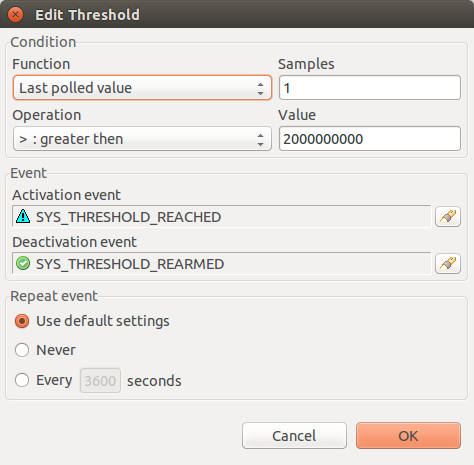 Edit Threshold
Condition
Function Samples
Last polled value 1
Operation Value
> : greater then 2000000000
Event
Activation event
SYS_THRESHOLD_REACHED
Deactivation event
SYS_THRESHOLD_REARMED
Repeat event
Use default settings
Never
Every 3600 seconds
Cancel OK